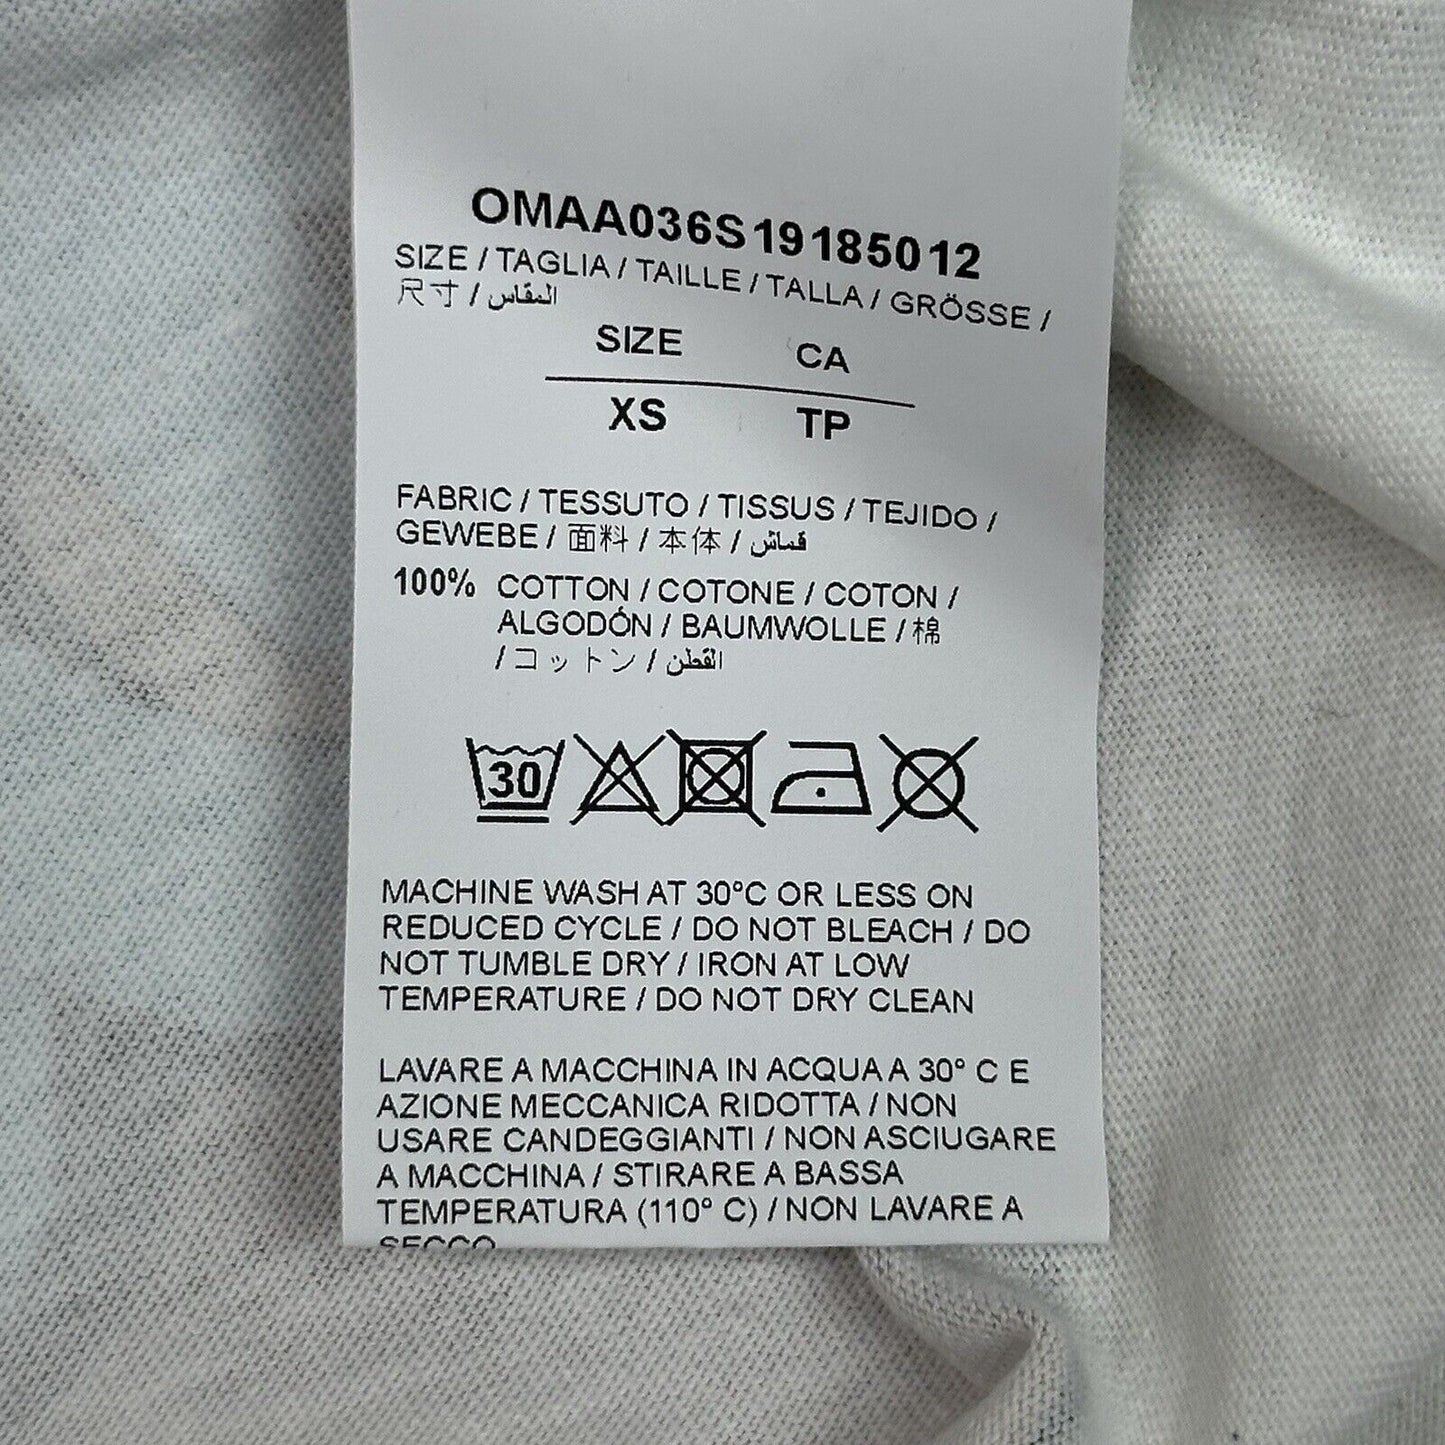 OMAA036S19185012
SIZE / TAGLIA / TAILLE / TALLA / GRÖSSE /
尺寸 / المقاس
SIZE CA
XS TP
FABRIC / TESSUTO / TISSUS / TEJIDO /
GEWEBE / 面料 / 本体 / قماش
100% COTTON / COTONE / COTON /
ALGODÓN / BAUMWOLLE / 棉
/ コットン / القطن
30
MACHINE WASH AT 30°C OR LESS ON
REDUCED CYCLE / DO NOT BLEACH / DO
NOT TUMBLE DRY / IRON AT LOW
TEMPERATURE / DO NOT DRY CLEAN
LAVARE A MACCHINA IN ACQUA A 30° C E
AZIONE MECCANICA RIDOTTA / NON
USARE CANDEGGIANTI / NON ASCIUGARE
A MACCHINA / STIRARE A BASSA
TEMPERATURA (110° C) / NON LAVARE A
SECCO